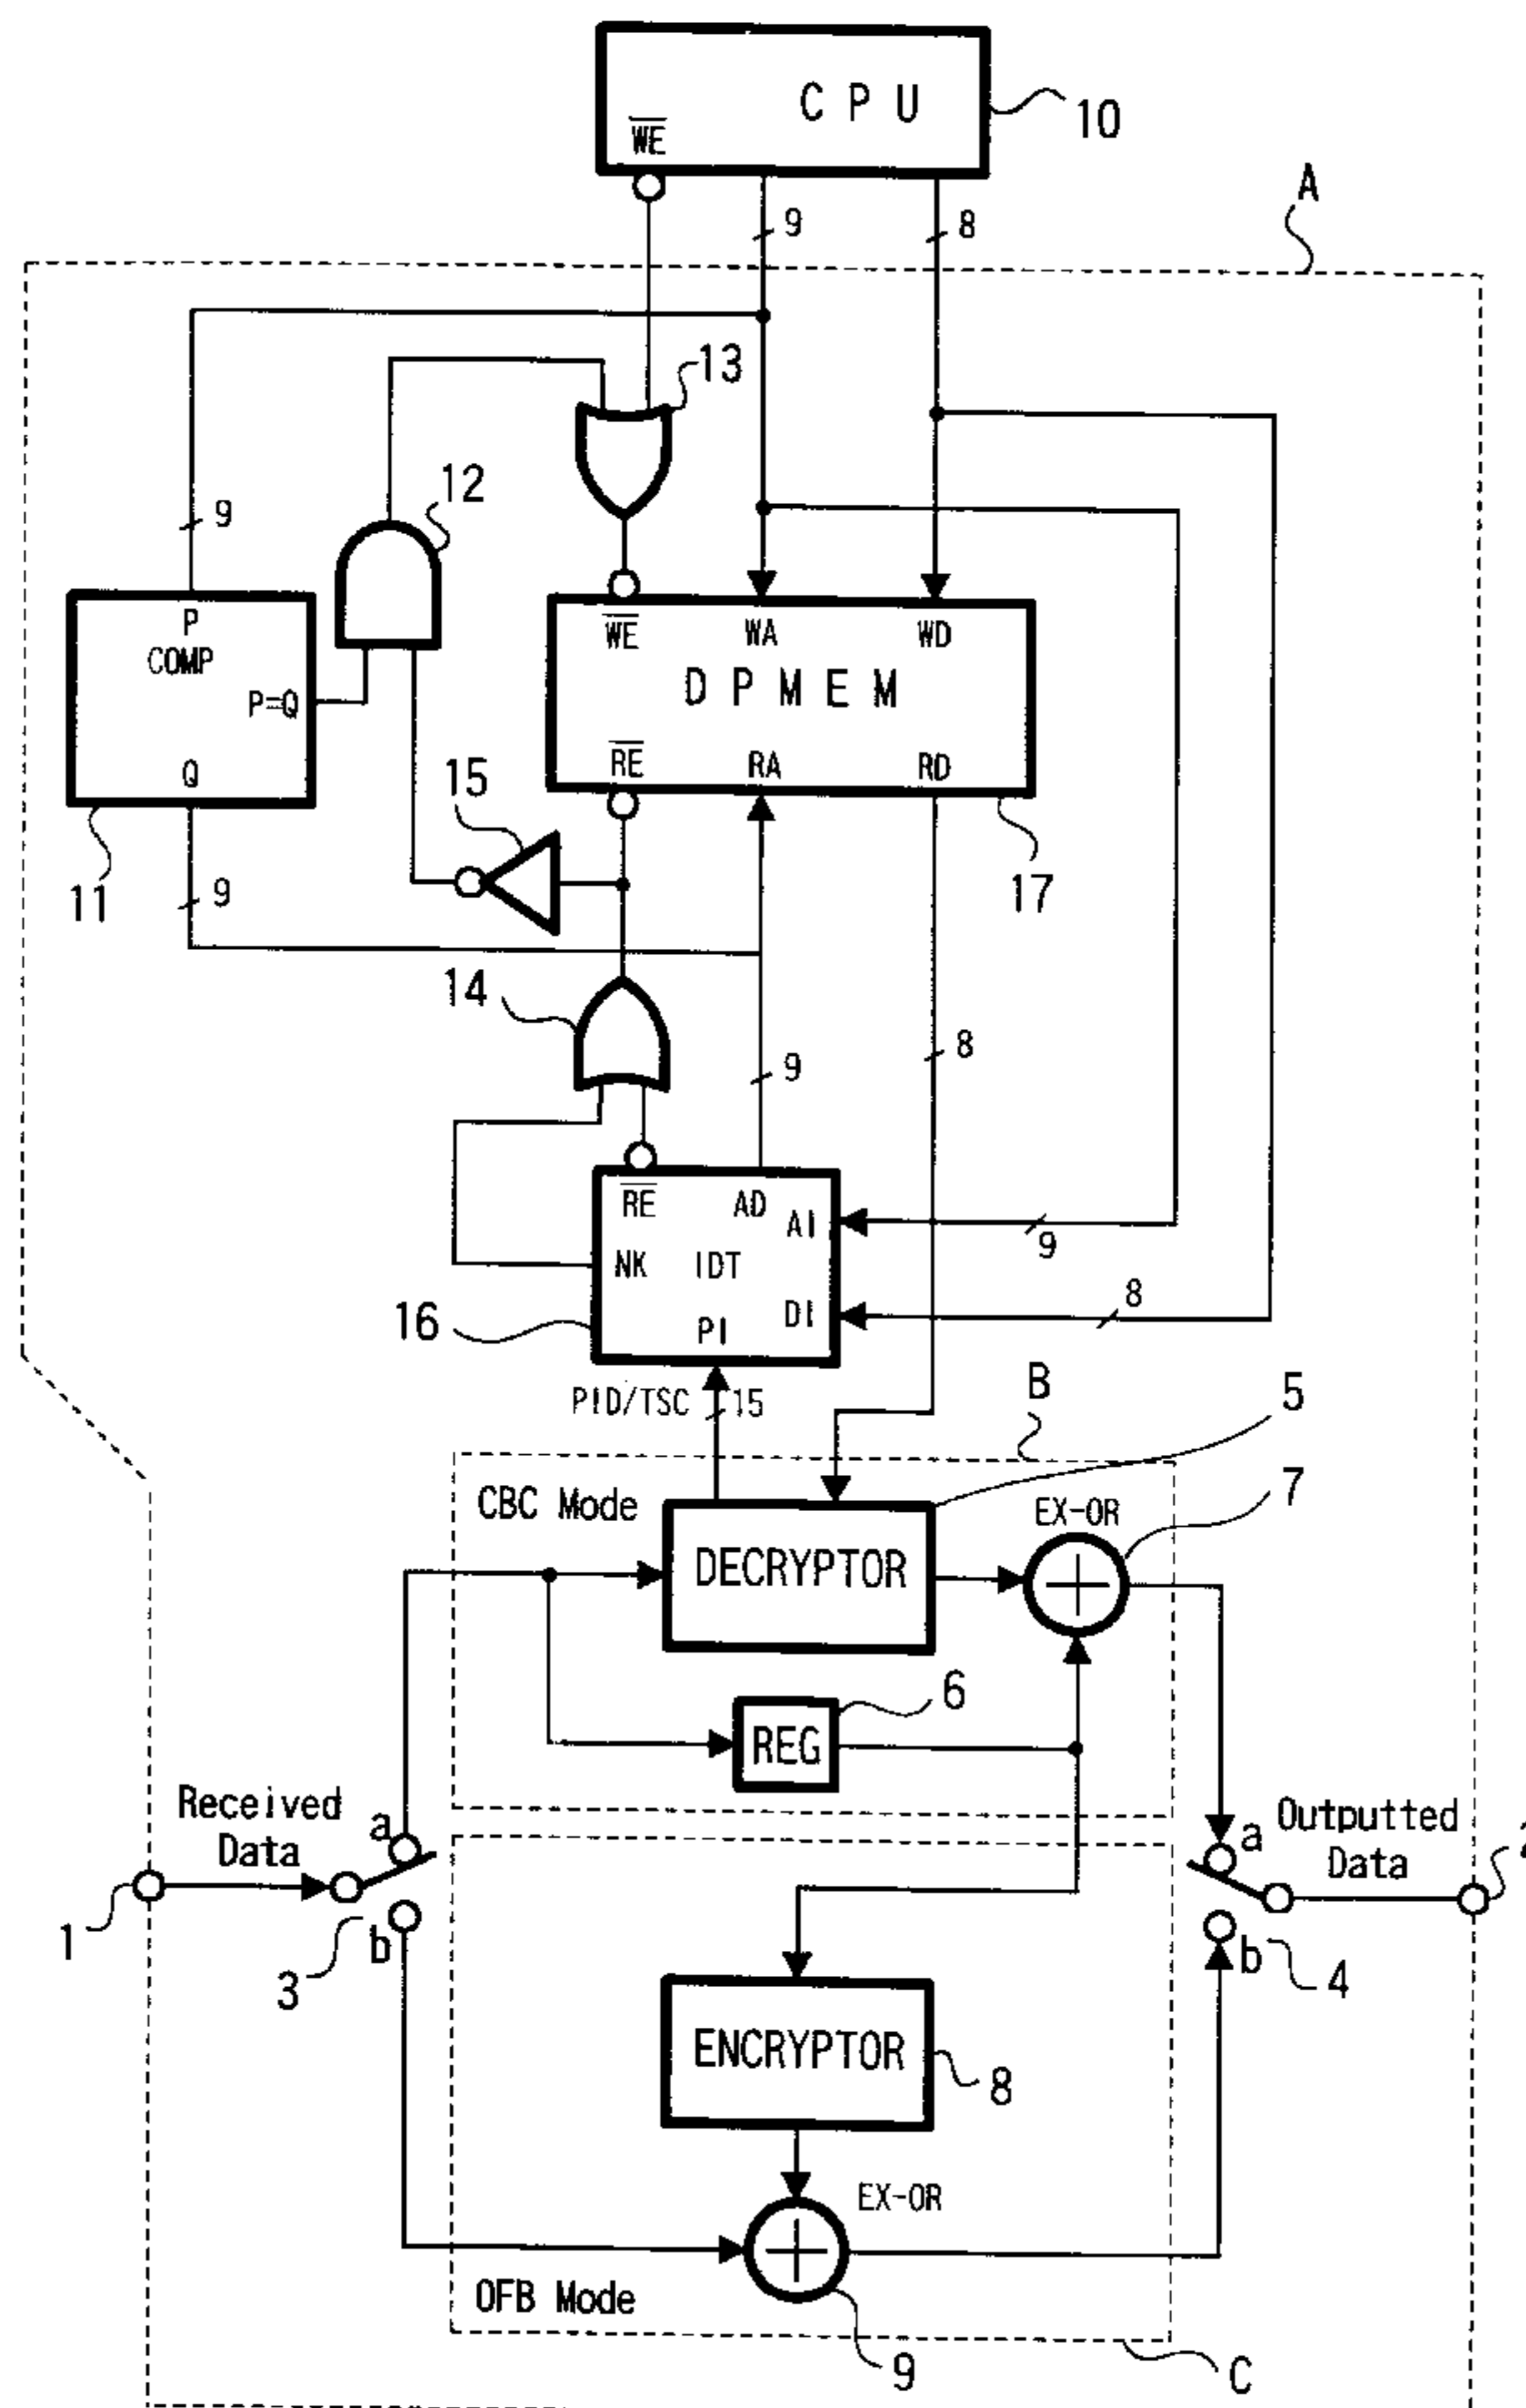 C P U
WE
10
A
9
8
13
12
9
P
COMP
P=Q
Q
11
WE
WA
WD
D P M E M
RE
RA
RD
15
17
9
14
8
9
RE
AD
AI
NK
IDT
DI
PI
9
8
16
PID/TSC
15
B
5
CBC Mode
7
EX-OR
DECRYPTOR
6
REG
Received
Data
a
1
b
3
a
Outputted
Data
b
4
ENCRYPTOR
8
EX-OR
OFB Mode
9
C